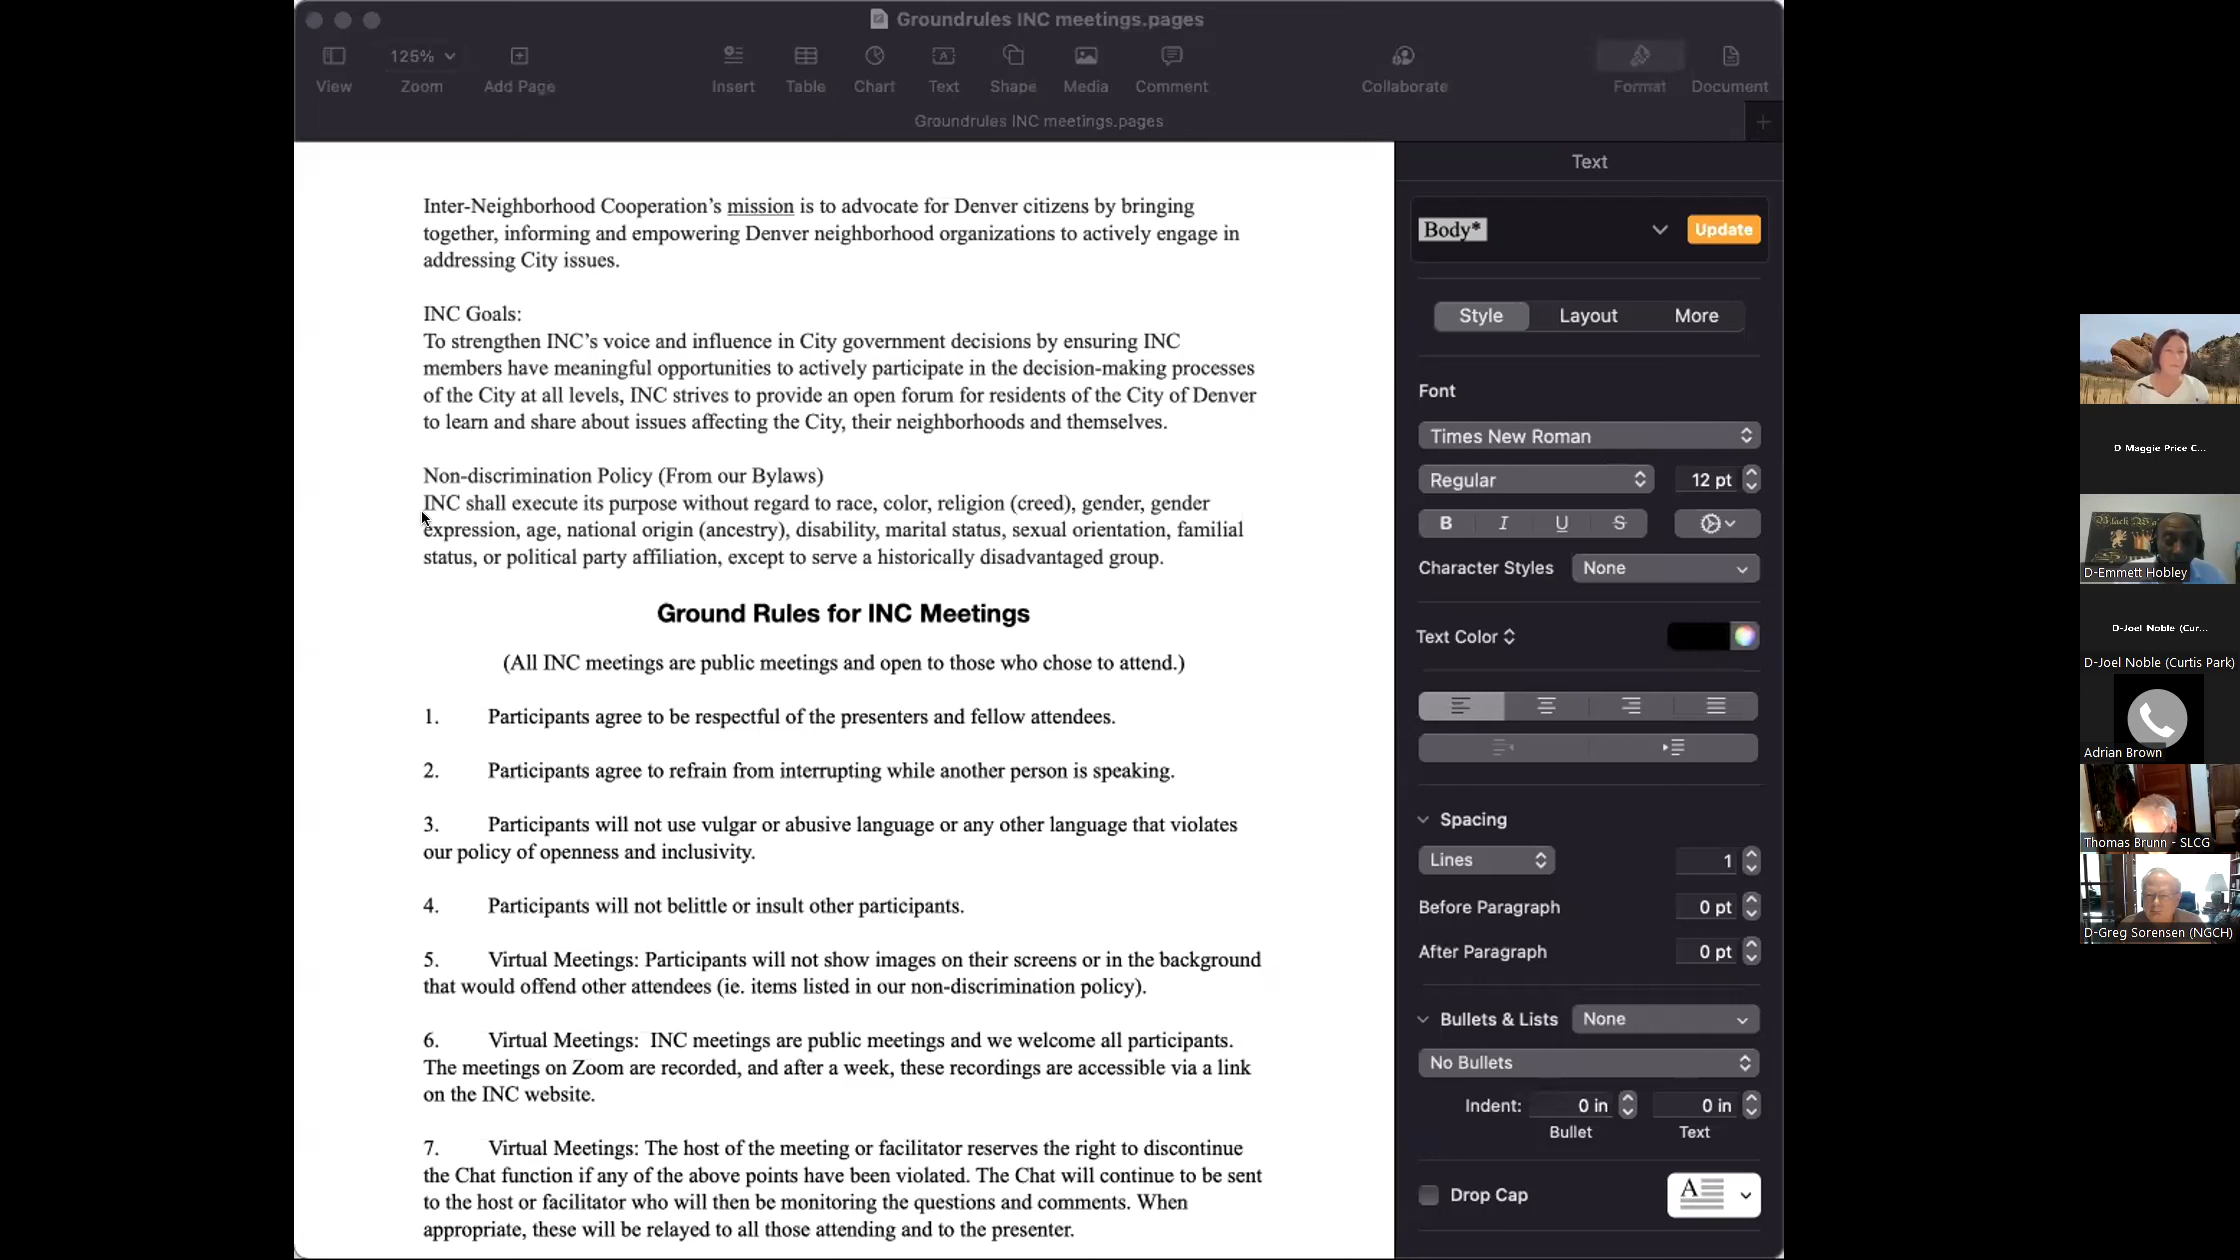 Groundrules INC meetings.pages
125%
View Zoom Add Page Insert Table Chart Text Shape Media Comment Collaborate Format Document
Groundrules INC meetings.pages
Inter-Neighborhood Cooperation’s mission is to advocate for Denver citizens by bringing
together, informing and empowering Denver neighborhood organizations to actively engage in
addressing City issues.
INC Goals:
To strengthen INC’s voice and influence in City government decisions by ensuring INC
members have meaningful opportunities to actively participate in the decision-making processes
of the City at all levels, INC strives to provide an open forum for residents of the City of Denver
to learn and share about issues affecting the City, their neighborhoods and themselves.
Non-discrimination Policy (From our Bylaws)
INC shall execute its purpose without regard to race, color, religion (creed), gender, gender
expression, age, national origin (ancestry), disability, marital status, sexual orientation, familial
status, or political party affiliation, except to serve a historically disadvantaged group.
Ground Rules for INC Meetings
(All INC meetings are public meetings and open to those who chose to attend.)
1. Participants agree to be respectful of the presenters and fellow attendees.
2. Participants agree to refrain from interrupting while another person is speaking.
3. Participants will not use vulgar or abusive language or any other language that violates
our policy of openness and inclusivity.
4. Participants will not belittle or insult other participants.
5. Virtual Meetings: Participants will not show images on their screens or in the background
that would offend other attendees (ie. items listed in our non-discrimination policy).
6. Virtual Meetings:  INC meetings are public meetings and we welcome all participants.
The meetings on Zoom are recorded, and after a week, these recordings are accessible via a link
on the INC website.
7. Virtual Meetings: The host of the meeting or facilitator reserves the right to discontinue
the Chat function if any of the above points have been violated. The Chat will continue to be sent
to the host or facilitator who will then be monitoring the questions and comments. When
appropriate, these will be relayed to all those attending and to the presenter.
Text
Body* Update
Style Layout More
Font
Times New Roman
Regular 12 pt
B I U S
Character Styles None
Text Color
Spacing
Lines 1
Before Paragraph 0 pt
After Paragraph 0 pt
Bullets & Lists None
No Bullets
Indent: 0 in 0 in
Bullet Text
Drop Cap A
D Maggie Price C...
D-Emmett Hobley
D-Joel Noble (Cur...
D-Joel Noble (Curtis Park)
Adrian Brown
Thomas Brunn - SLCG
D-Greg Sorensen (NGCH)